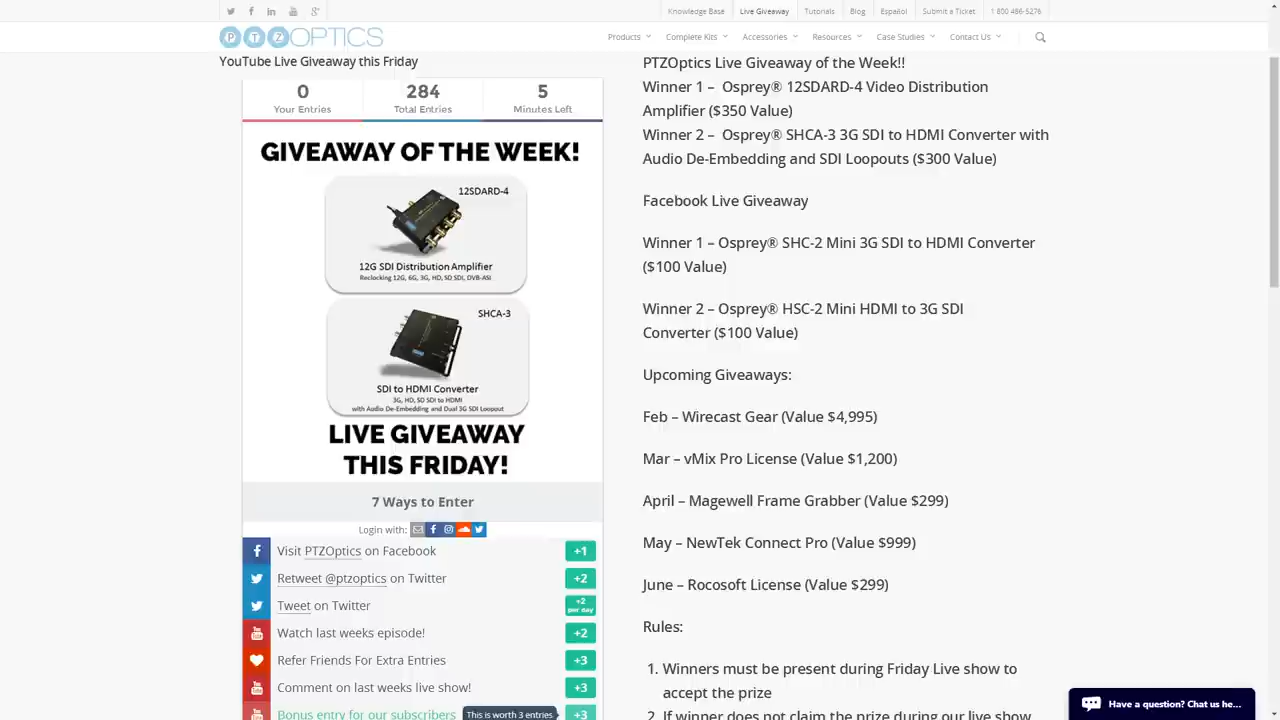 Knowledge Base
Live Giveaway
Tutorials
Blog
Español
Submit a Ticket
1 800 486-5276
PTZOPTICS
Products
Complete Kits
Accessories
Resources
Case Studies
Contact Us
YouTube Live Giveaway this Friday
0
Your Entries
284
Total Entries
5
Minutes Left
GIVEAWAY OF THE WEEK!
12SDARD-4
12G SDI Distribution Amplifier
Reclocking 12G, 6G, 3G, HD, SD SDI, DVB-ASI
SHCA-3
SDI to HDMI Converter
3G, HD, SD SDI to HDMI
with Audio De-Embedding and Dual 3G SDI Loopout
LIVE GIVEAWAY
THIS FRIDAY!
7 Ways to Enter
Login with:
Visit PTZOptics on Facebook
+1
Retweet @ptzoptics on Twitter
+2
Tweet on Twitter
+2
per day
Watch last weeks episode!
+2
Refer Friends For Extra Entries
+3
Comment on last weeks live show!
+3
Bonus entry for our subscribers
This is worth 3 entries
+3
PTZOptics Live Giveaway of the Week!!
Winner 1 – Osprey® 12SDARD-4 Video Distribution
Amplifier ($350 Value)
Winner 2 – Osprey® SHCA-3 3G SDI to HDMI Converter with
Audio De-Embedding and SDI Loopouts ($300 Value)
Facebook Live Giveaway
Winner 1 – Osprey® SHC-2 Mini 3G SDI to HDMI Converter
($100 Value)
Winner 2 – Osprey® HSC-2 Mini HDMI to 3G SDI
Converter ($100 Value)
Upcoming Giveaways:
Feb – Wirecast Gear (Value $4,995)
Mar – vMix Pro License (Value $1,200)
April – Magewell Frame Grabber (Value $299)
May – NewTek Connect Pro (Value $999)
June – Rocosoft License (Value $299)
Rules:
1. Winners must be present during Friday Live show to
accept the prize
2. If winner does not claim the prize during our live show
Have a question? Chat us he...